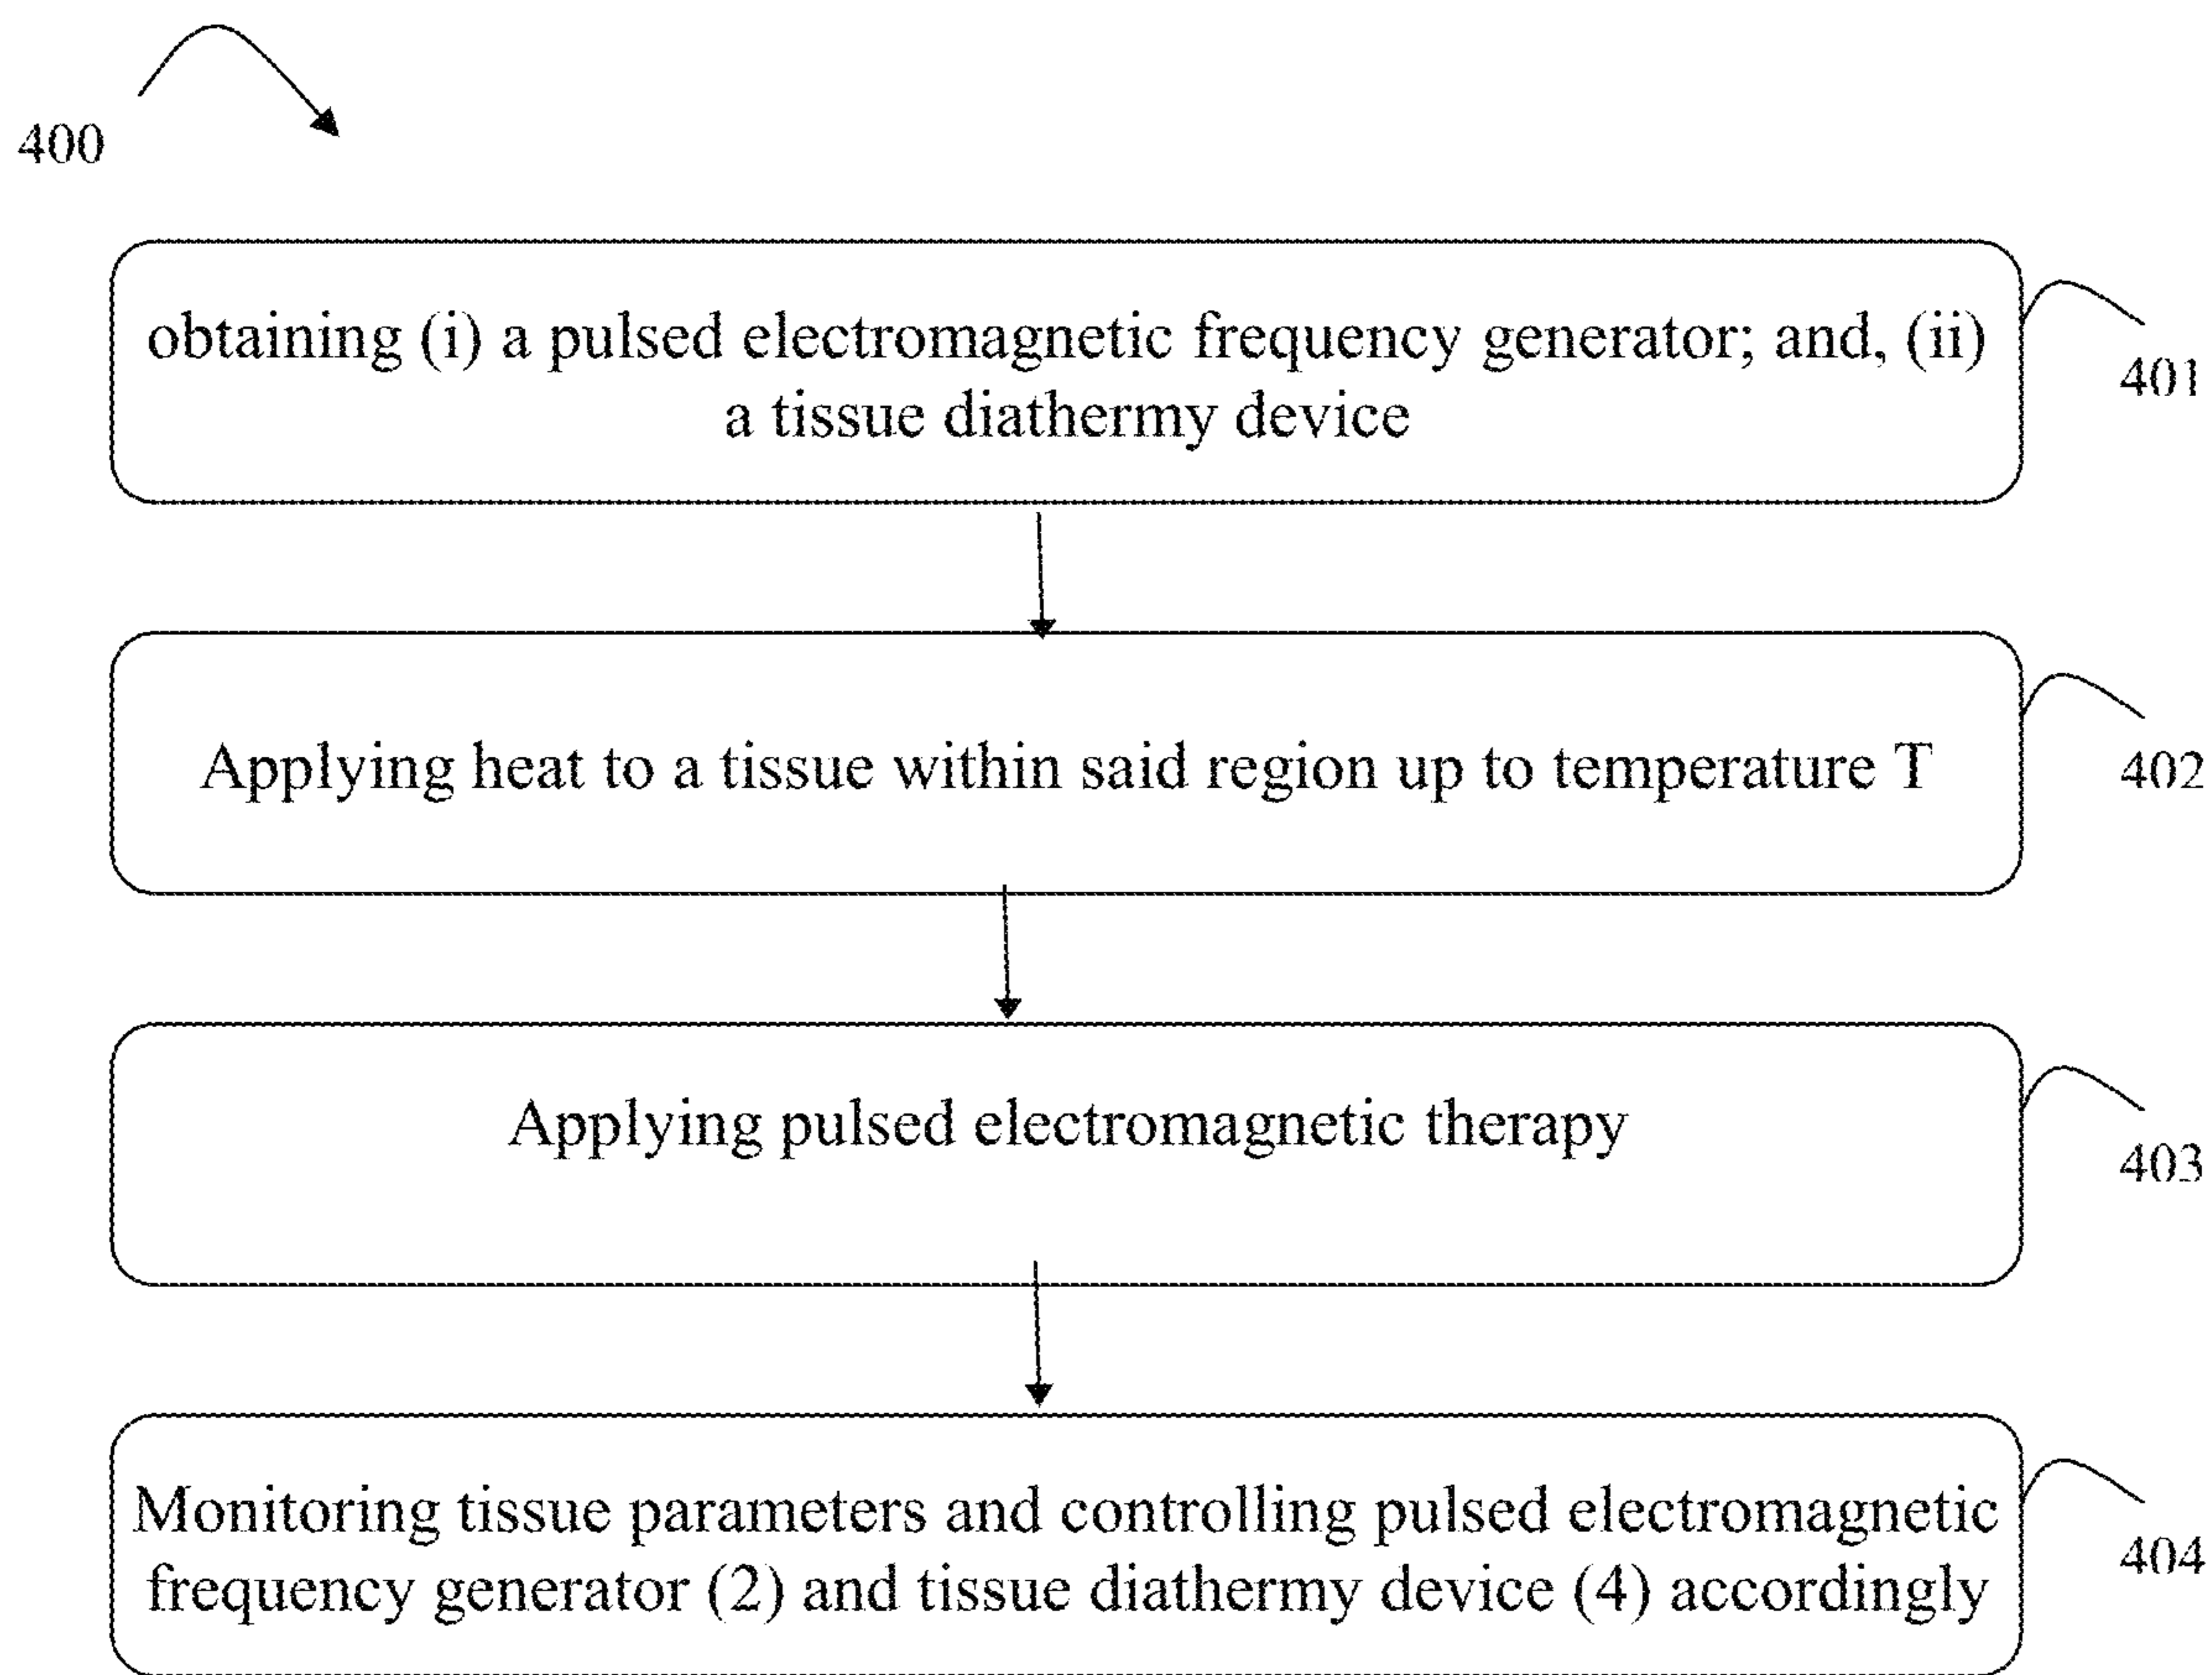 400
obtaining (i) a pulsed electromagnetic frequency generator; and, (ii)
a tissue diathermy device
401
Applying heat to a tissue within said region up to temperature T
402
Applying pulsed electromagnetic therapy
403
Monitoring tissue parameters and controlling pulsed electromagnetic
frequency generator (2) and tissue diathermy device (4) accordingly
404